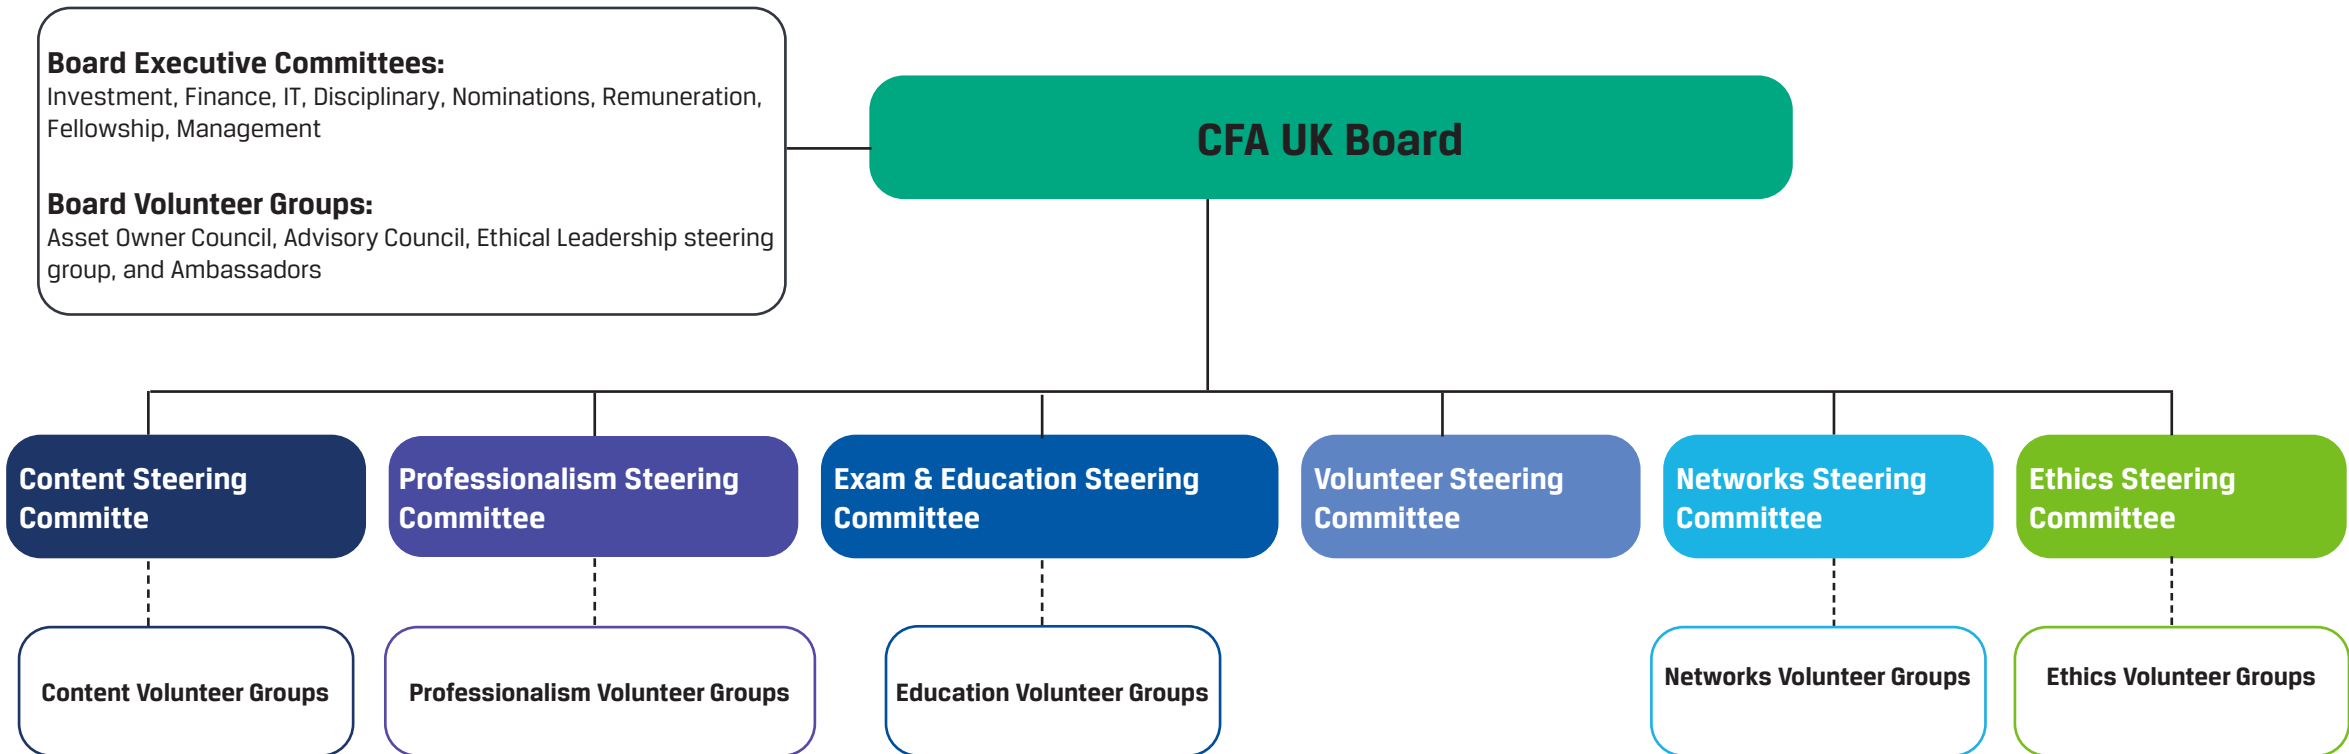 Board Executive Committees:
Investment, Finance, IT, Disciplinary, Nominations, Remuneration,
Fellowship, Management
Board Volunteer Groups:
Asset Owner Council, Advisory Council, Ethical Leadership steering
group, and Ambassadors
CFA UK Board
Content Steering
Committe
Professionalism Steering
Committee
Exam & Education Steering
Committee
Volunteer Steering
Committee
Networks Steering
Committee
Ethics Steering
Committee
Content Volunteer Groups
Professionalism Volunteer Groups
Education Volunteer Groups
Networks Volunteer Groups
Ethics Volunteer Groups